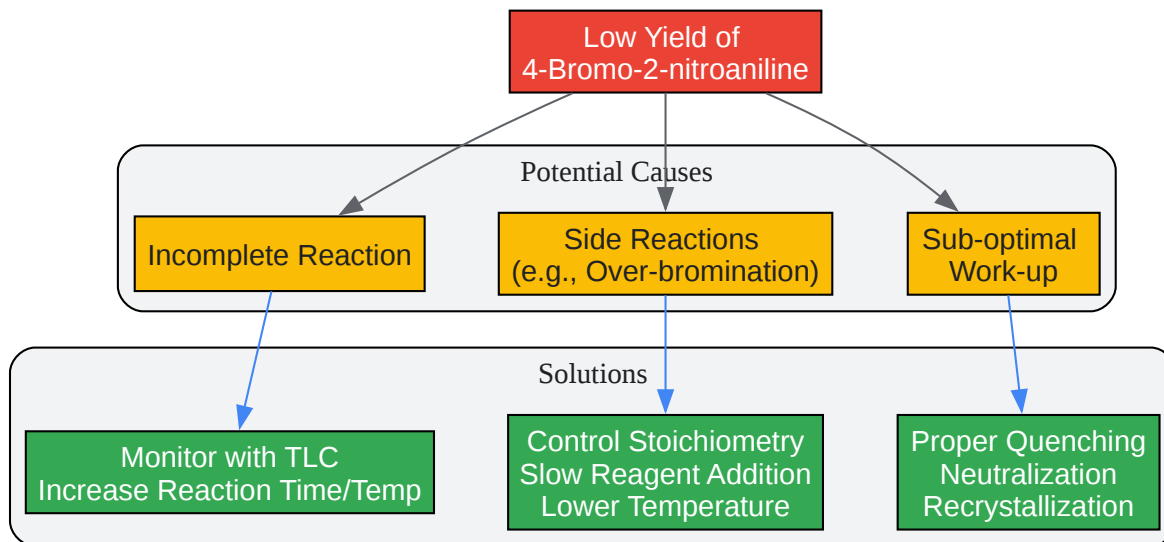 Low Yield of
4-Bromo-2-nitroaniline
Potential Causes
Incomplete Reaction
Side Reactions
(e.g., Over-bromination)
Sub-optimal
Work-up
Solutions
Monitor with TLC
Increase Reaction Time/Temp
Control Stoichiometry
Slow Reagent Addition
Lower Temperature
Proper Quenching
Neutralization
Recrystallization